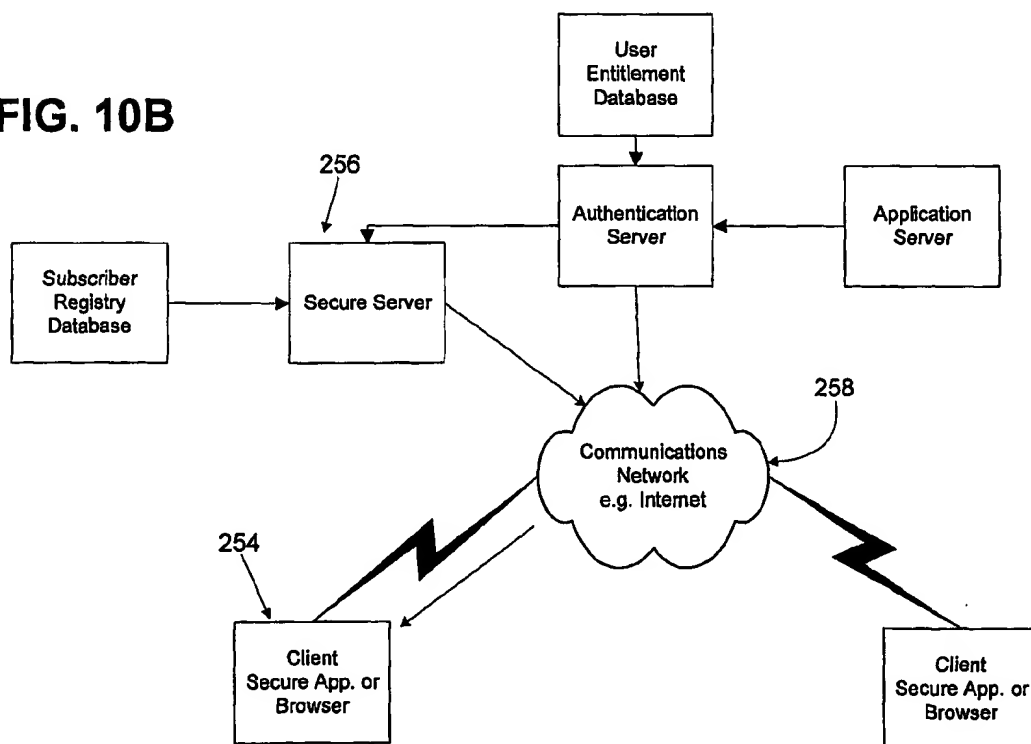 FIG. 10B
User
Entitlement
Database
256
Authentication
Server
Application
Server
Subscriber
Registry
Database
Secure Server
258
Communications
Network
e.g. Internet
254
Client
Secure App. or
Browser
Client
Secure App. or
Browser